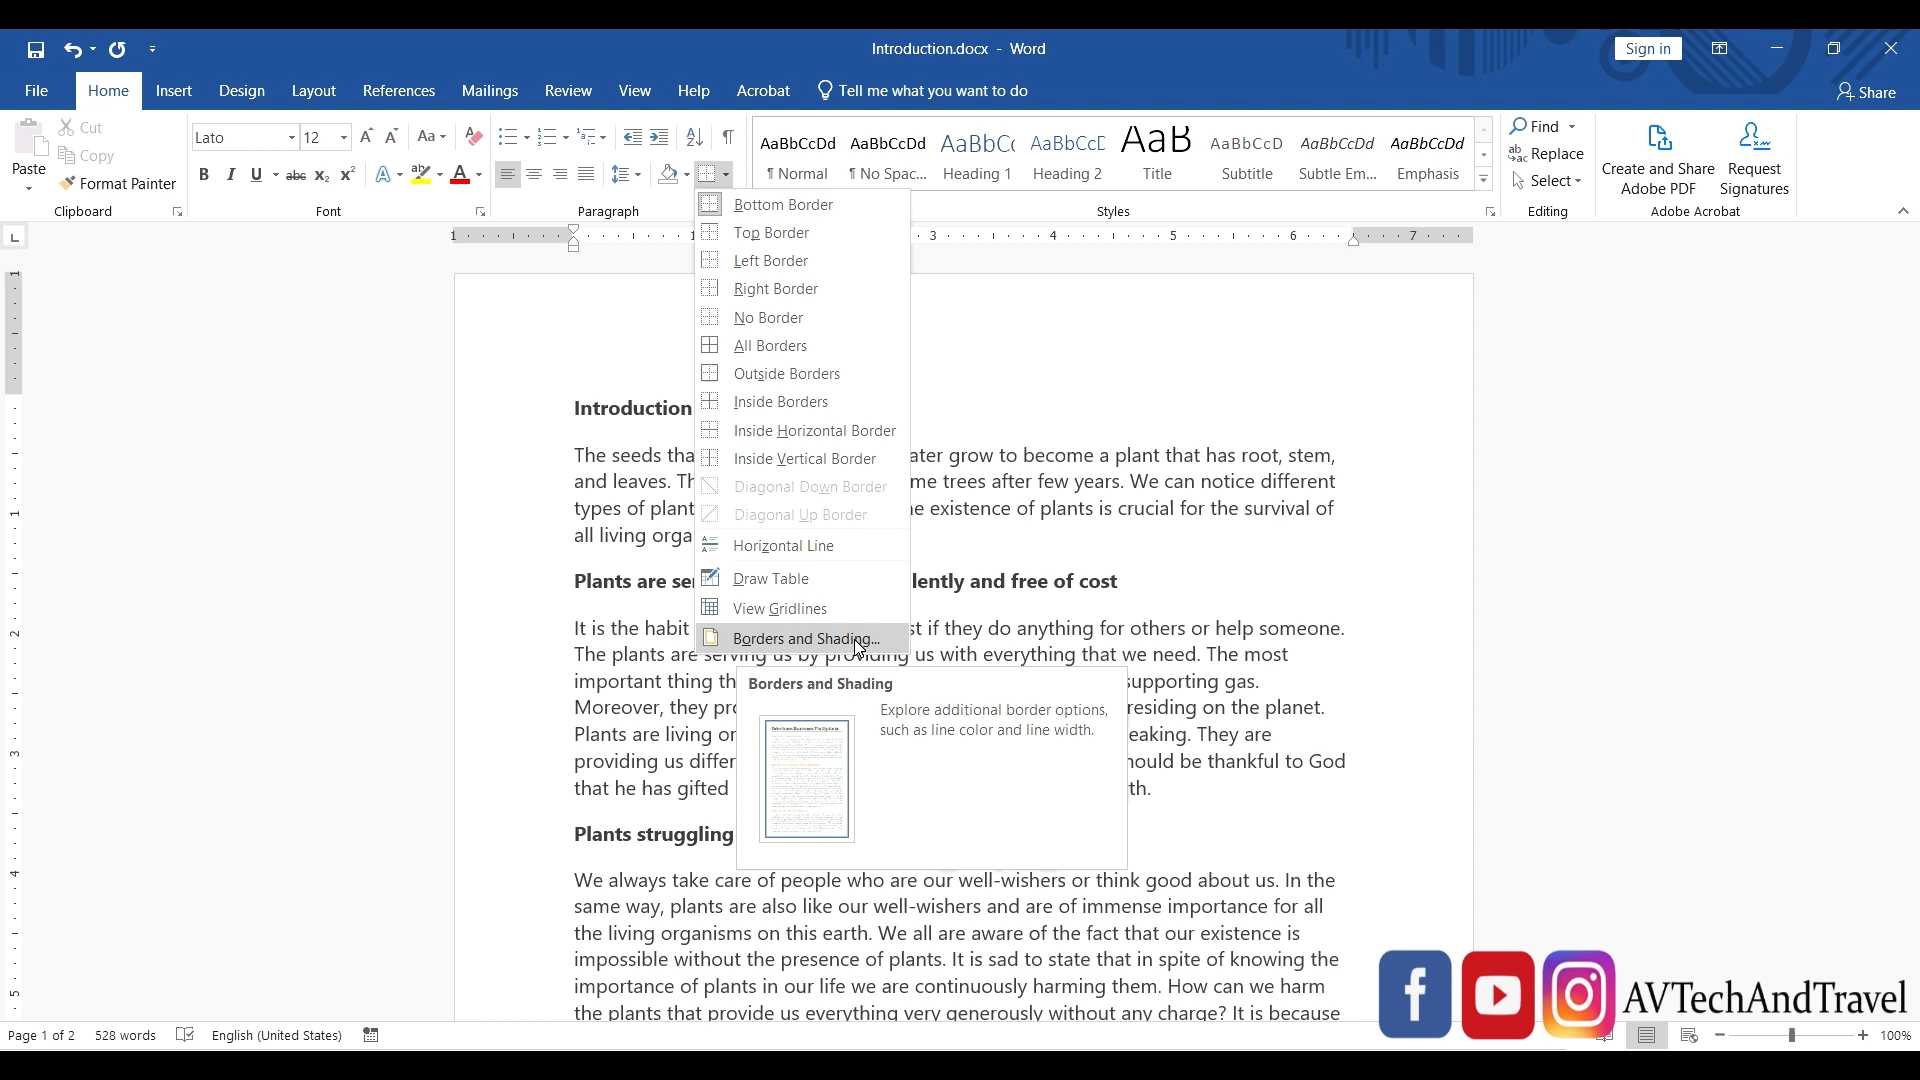 Introduction.docx - Word
Sign in
File Home Insert Design Layout References Mailings Review View Help Acrobat Tell me what you want to do
Share
Paste
Cut
Copy
Format Painter
Clipboard
Lato 12
Font
Paragraph
AaBbCcDd AaBbCcDd AaBbCc AaBbCcC AaB AaBbCcD AaBbCcDd AaBbCcDd
¶ Normal ¶ No Spac... Heading 1 Heading 2 Title Subtitle Subtle Em... Emphasis
Styles
Find
Replace
Select
Editing
Create and Share
Adobe PDF
Request
Signatures
Adobe Acrobat
Bottom Border
Top Border
Left Border
Right Border
No Border
All Borders
Outside Borders
Inside Borders
Inside Horizontal Border
Inside Vertical Border
Diagonal Down Border
Diagonal Up Border
Horizontal Line
Draw Table
View Gridlines
Borders and Shading...
Borders and Shading
Explore additional border options,
such as line color and line width.
Introduction
The seeds tha ater grow to become a plant that has root, stem,
and leaves. Th me trees after few years. We can notice different
types of plant e existence of plants is crucial for the survival of
all living orga
Plants are se lently and free of cost
It is the habit st if they do anything for others or help someone.
The plants are serving us by providing us with everything that we need. The most
important thing th supporting gas.
Moreover, they pro residing on the planet.
Plants are living or eaking. They are
providing us differ hould be thankful to God
that he has gifted th.
Plants struggling
We always take care of people who are our well-wishers or think good about us. In the
same way, plants are also like our well-wishers and are of immense importance for all
the living organisms on this earth. We all are aware of the fact that our existence is
impossible without the presence of plants. It is sad to state that in spite of knowing the
importance of plants in our life we are continuously harming them. How can we harm
the plants that provide us everything very generously without any charge? It is because
AVTechAndTravel
Page 1 of 2 528 words English (United States) 100%